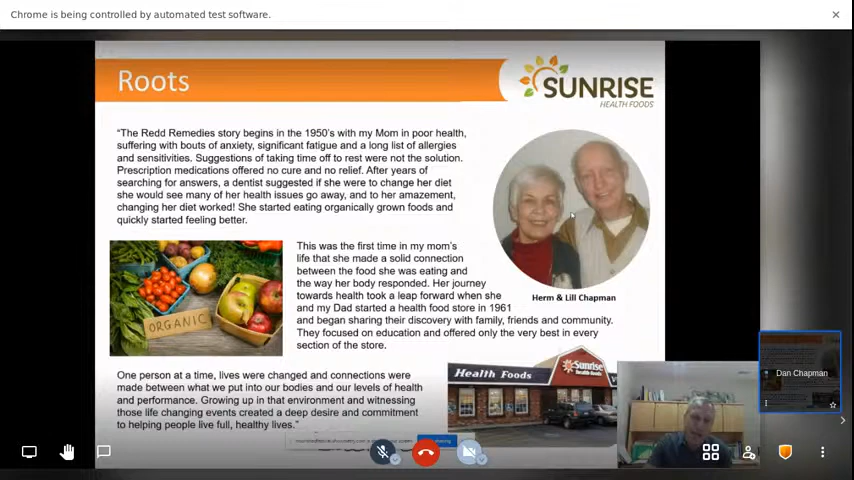 Chrome is being controlled by automated test software.
Roots
SUNRISE
HEALTH FOODS
“The Redd Remedies story begins in the 1950’s with my Mom in poor health,
suffering with bouts of anxiety, significant fatigue and a long list of allergies
and sensitivities. Suggestions of taking time off to rest were not the solution.
Prescription medications offered no cure and no relief. After years of
searching for answers, a dentist suggested if she were to change her diet
she would see many of her health issues go away, and to her amazement,
changing her diet worked! She started eating organically grown foods and
quickly started feeling better.
Herm & Lill Chapman
ORGANIC
This was the first time in my mom’s
life that she made a solid connection
between the food she was eating and
the way her body responded. Her journey
towards health took a leap forward when she
and my Dad started a health food store in 1961
and began sharing their discovery with family, friends and community.
They focused on education and offered only the very best in every
section of the store.
One person at a time, lives were changed and connections were
made between what we put into our bodies and our levels of health
and performance. Growing up in that environment and witnessing
those life changing events created a deep desire and commitment
to helping people live full, healthy lives.”
Health Foods
Sunrise
Dan Chapman